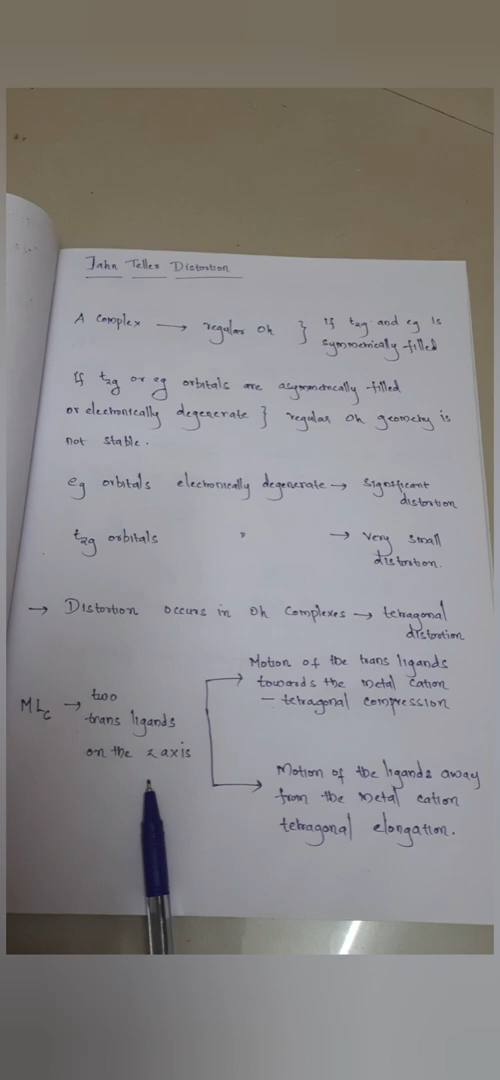 Jahn Teller Distortion
A complex → regular Oh } If t2g and eg is symmetrically filled
If t2g or eg orbitals are asymmetrically filled
or electronically degenerate } regular Oh geometry is
not stable.
eg orbitals electronically degenerate → significant distortion
t2g orbitals " → very small distortion.
→ Distortion occurs in Oh complexes → tetragonal distortion
ML6 → two trans ligands on the z axis
Motion of the trans ligands
towards the metal cation
- tetragonal compression
Motion of the ligands away
from the metal cation
tetragonal elongation.